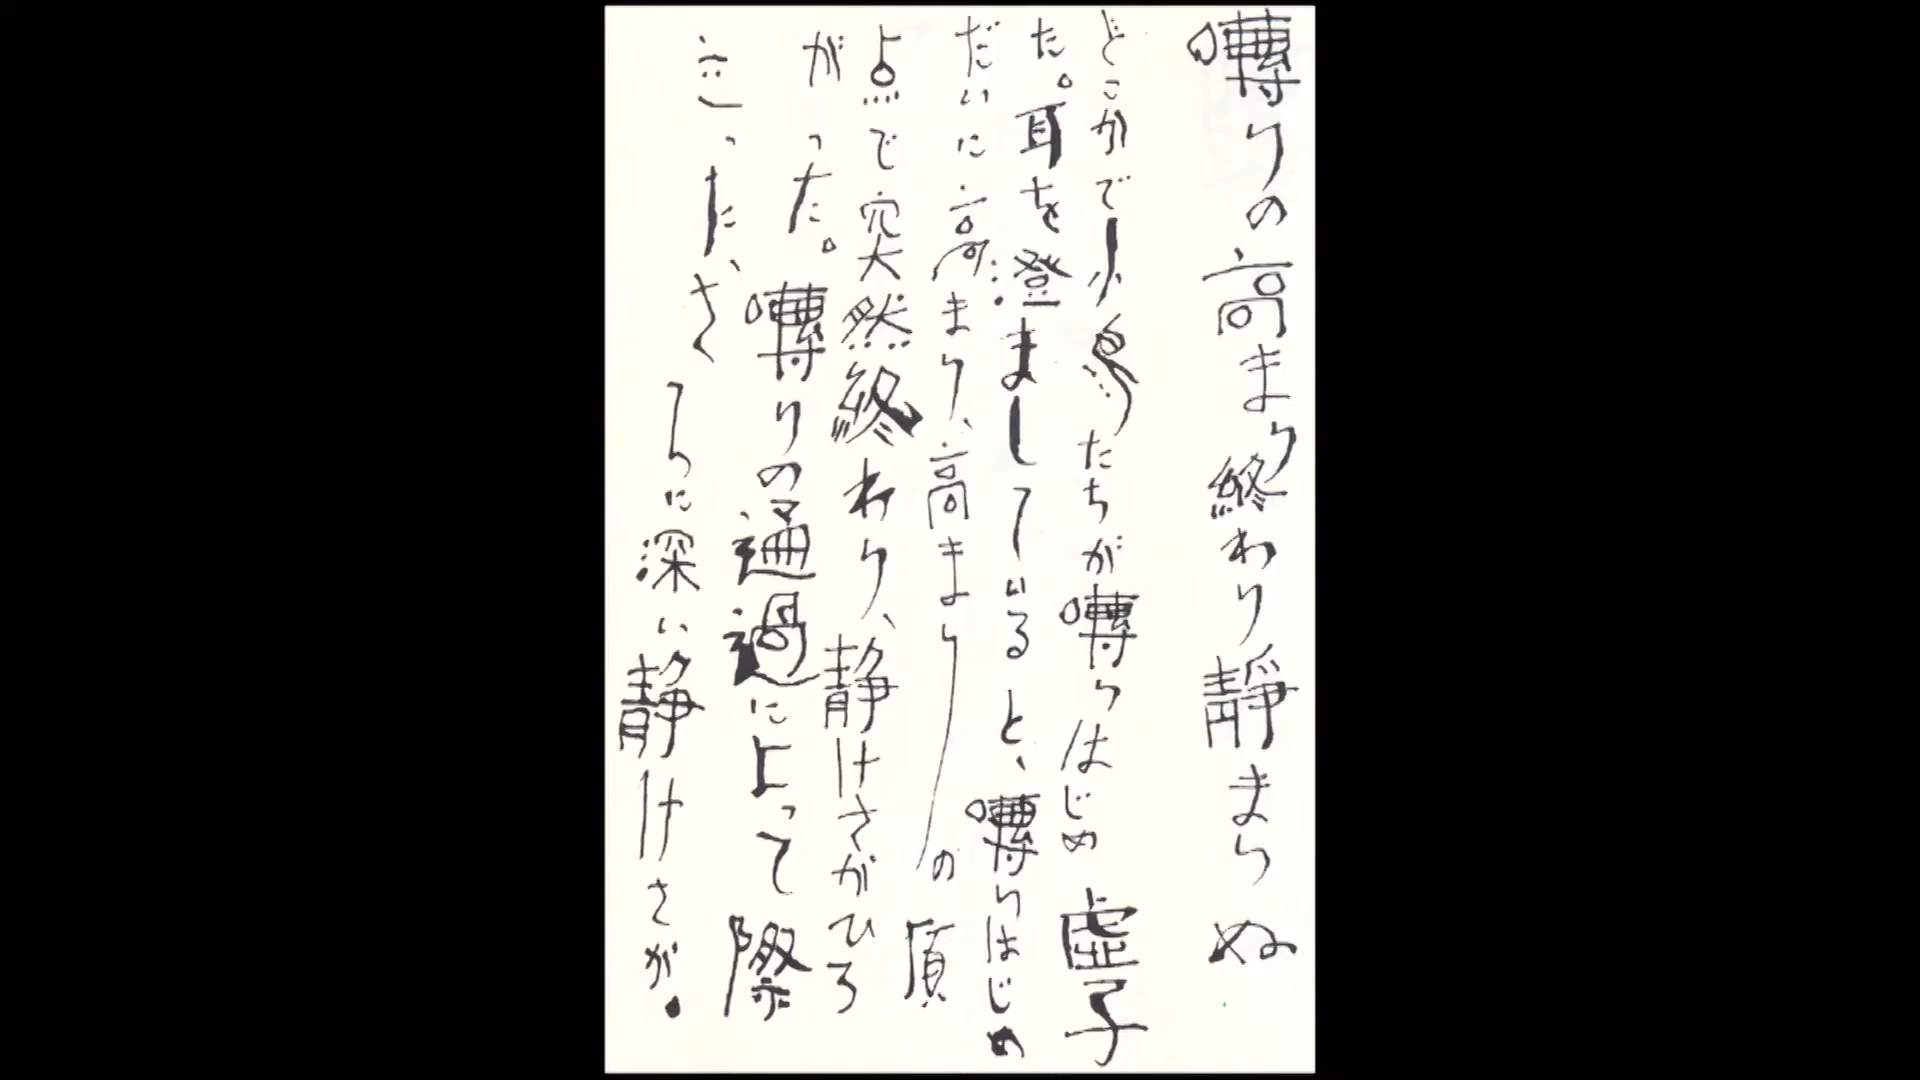 囀りの高まり終わり靜まりぬ
虚子
どこかで小鳥たちが囀りはじめ
た。耳を澄ましていると、囀りはじめ
だいに高まり、高まりの頂
点で突然終わり、静けさがひろ
がった。囀りの通過によって際
立った、さらに深い静けさが。